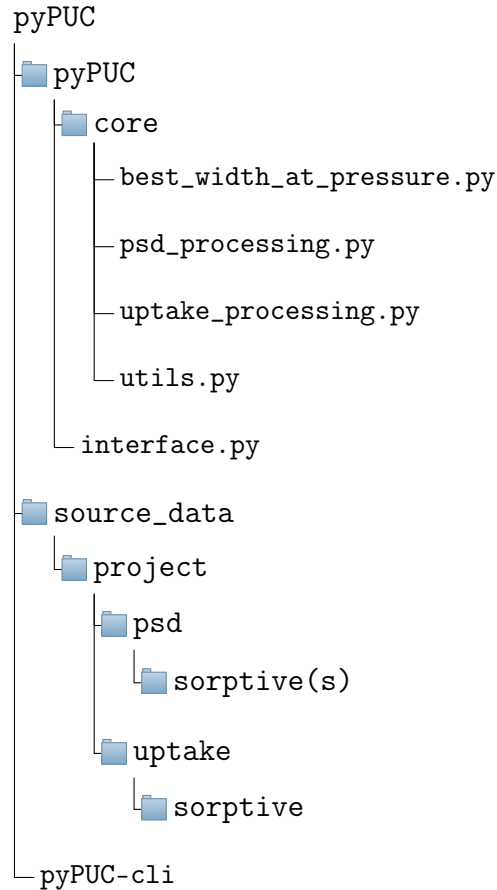 pyPUC
pyPUC
core
best_width_at_pressure.py
psd_processing.py
uptake_processing.py
utils.py
interface.py
source_data
project
psd
sorptive(s)
uptake
sorptive
pyPUC-cli